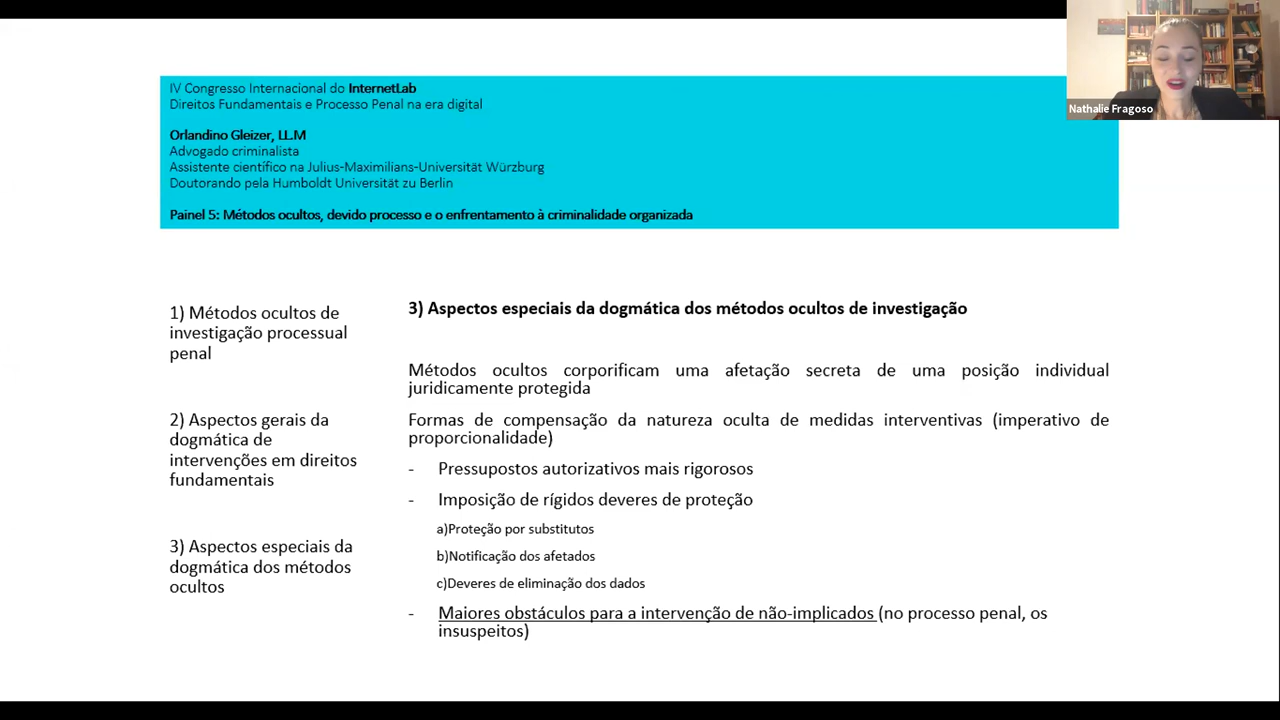 IV Congresso Internacional do InternetLab
Direitos Fundamentais e Processo Penal na era digital
Orlandino Gleizer, LL.M
Advogado criminalista
Assistente científico na Julius-Maximilians-Universität Würzburg
Doutorando pela Humboldt Universität zu Berlin
Painel 5: Métodos ocultos, devido processo e o enfrentamento à criminalidade organizada
Nathalie Fragoso
1) Métodos ocultos de
investigação processual
penal
2) Aspectos gerais da
dogmática de
intervenções em direitos
fundamentais
3) Aspectos especiais da
dogmática dos métodos
ocultos
3) Aspectos especiais da dogmática dos métodos ocultos de investigação
Métodos ocultos corporificam uma afetação secreta de uma posição individual
juridicamente protegida
Formas de compensação da natureza oculta de medidas interventivas (imperativo de
proporcionalidade)
- Pressupostos autorizativos mais rigorosos
- Imposição de rígidos deveres de proteção
a)Proteção por substitutos
b)Notificação dos afetados
c)Deveres de eliminação dos dados
- Maiores obstáculos para a intervenção de não-implicados (no processo penal, os
insuspeitos)